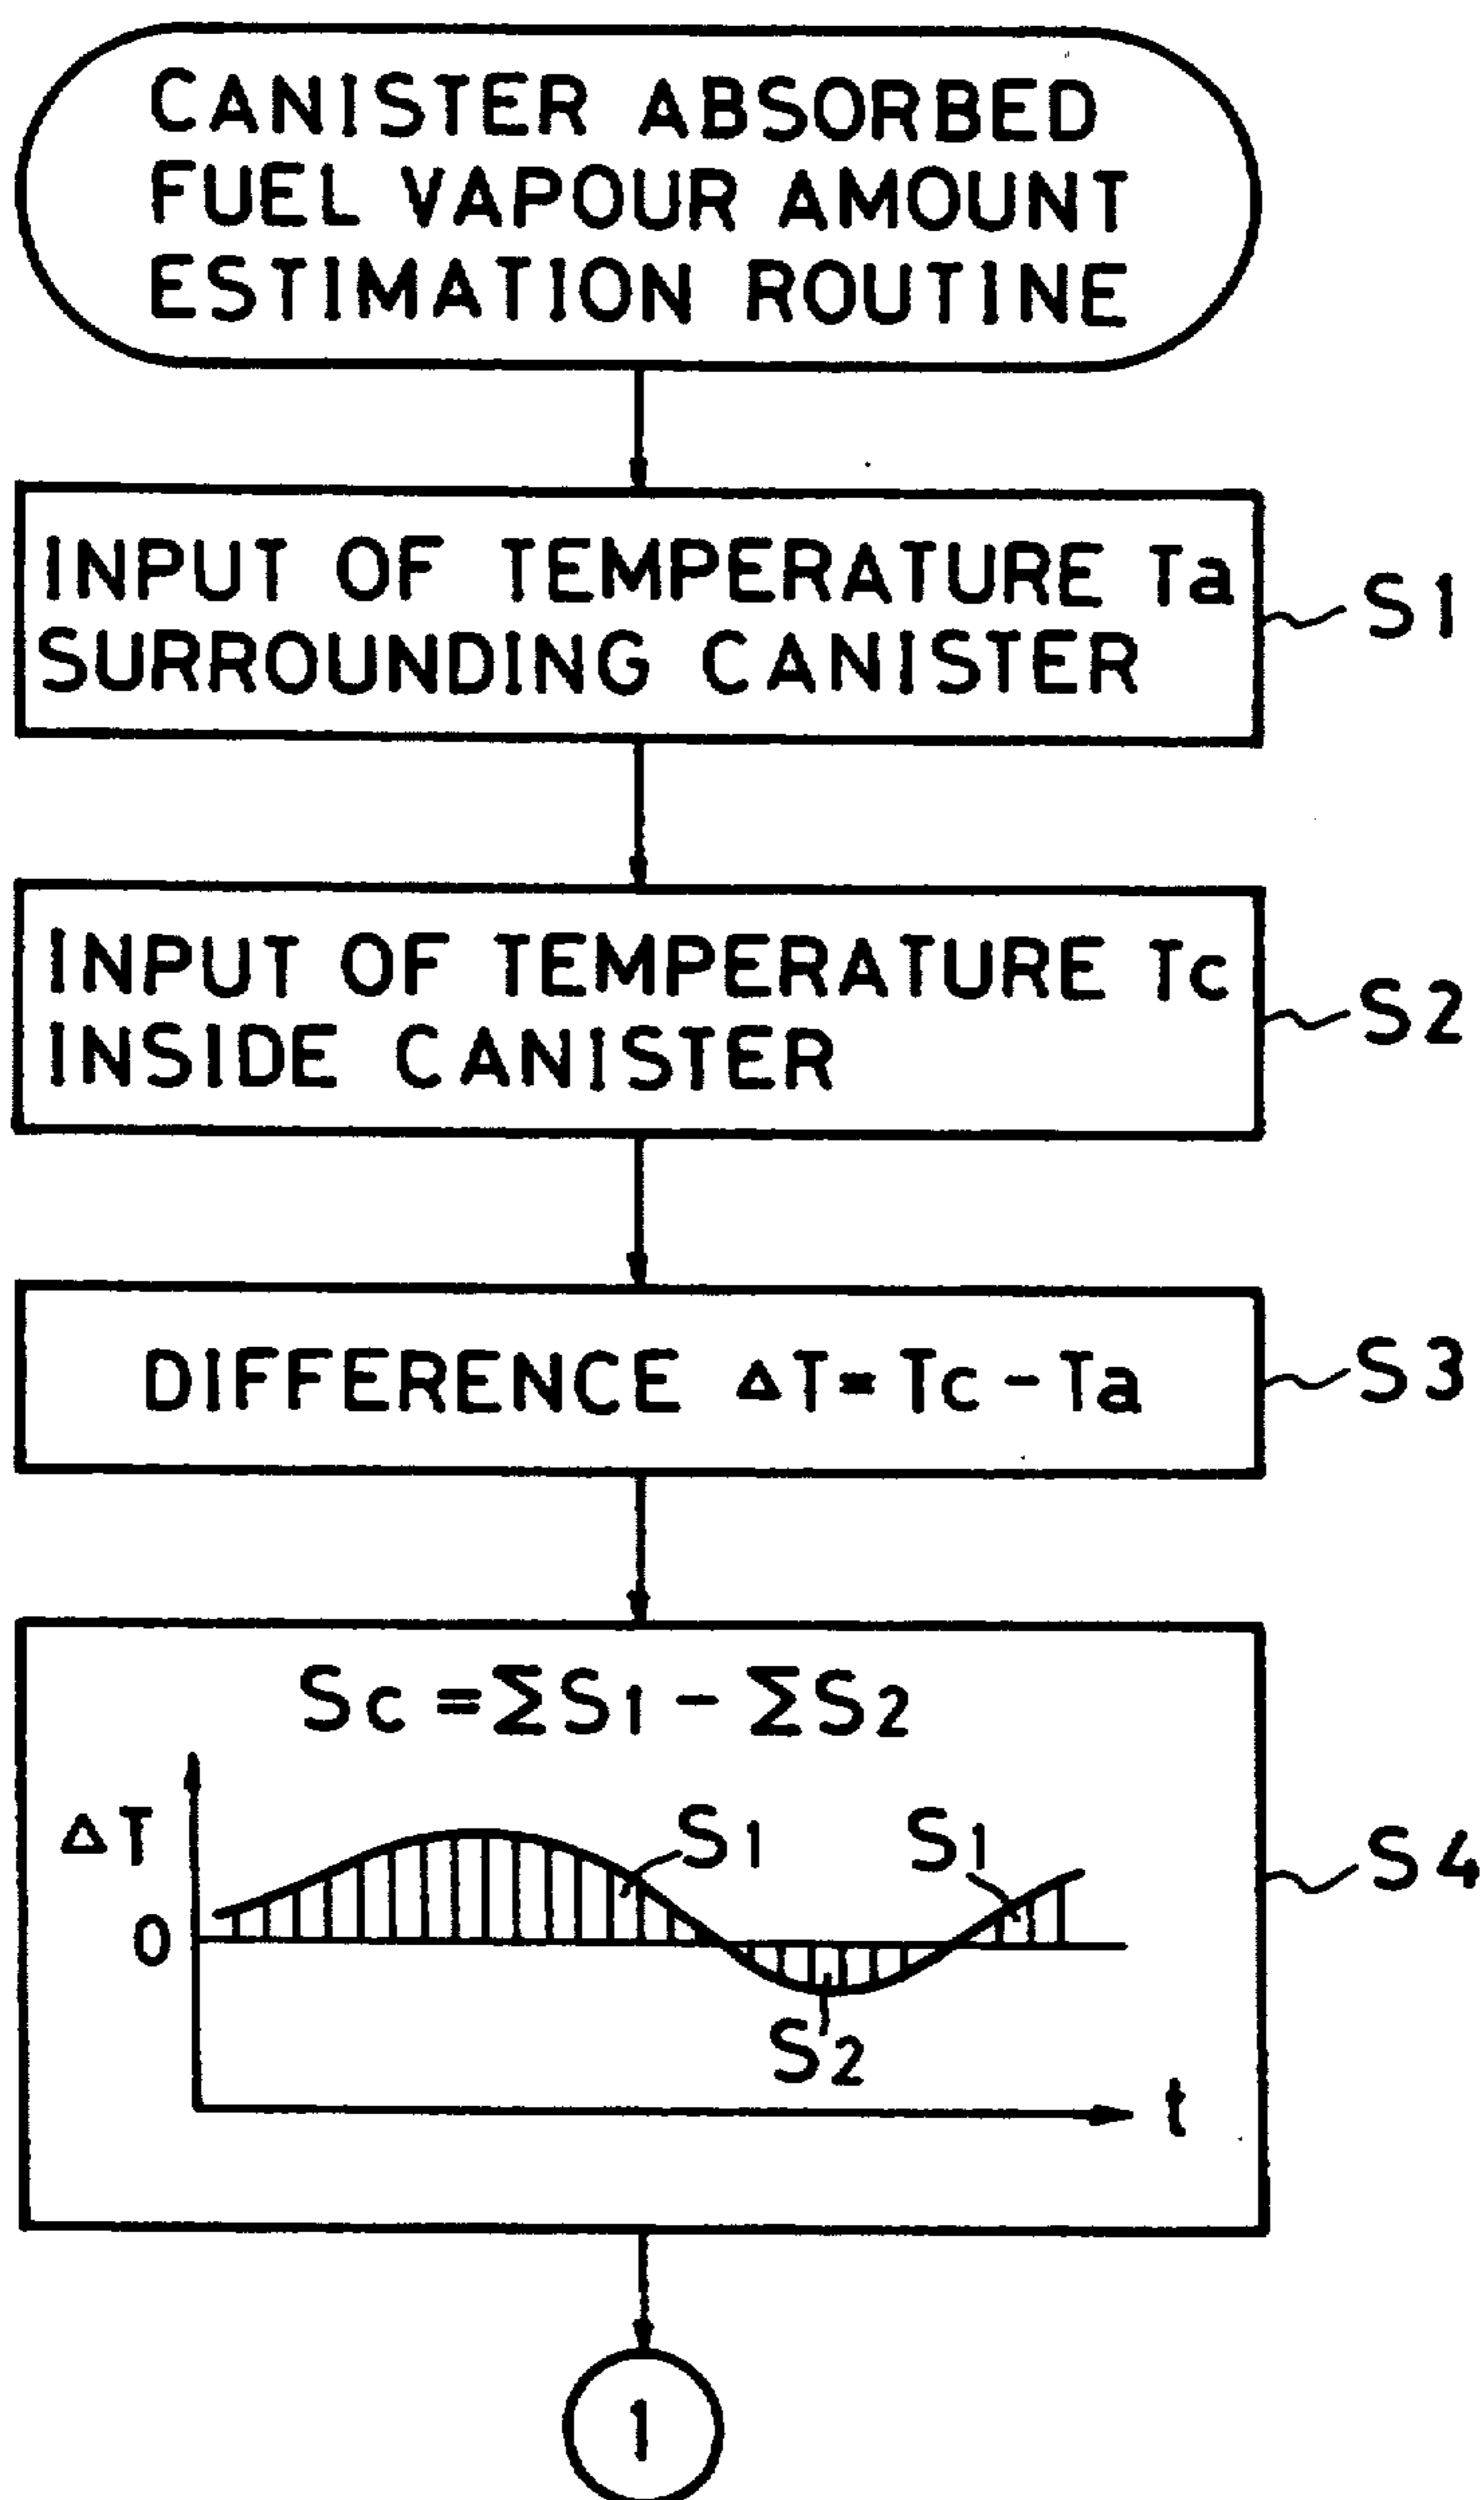 CANISTER ABSORBED
FUEL VAPOUR AMOUNT
ESTIMATION ROUTINE
INPUT OF TEMPERATURE Ta
SURROUNDING CANISTER
S1
INPUT OF TEMPERATURE Tc
INSIDE CANISTER
S2
DIFFERENCE ΔT = Tc - Ta
S3
Sc = ΣS1 - ΣS2
ΔT
S1
S1
S4
0
S2
t
1